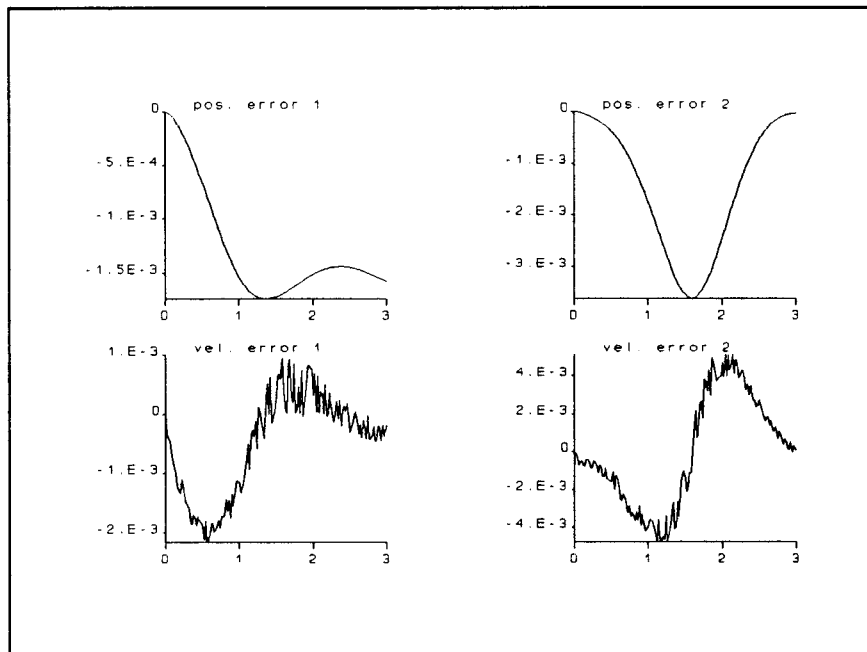 pos. error 1
0
-5.E-4
-1.E-3
-1.5E-3
0 1 2 3
pos. error 2
0
-1.E-3
-2.E-3
-3.E-3
0 1 2 3
vel. error 1
1.E-3
0
-1.E-3
-2.E-3
0 1 2 3
vel. error 2
4.E-3
2.E-3
0
-2.E-3
-4.E-3
0 1 2 3